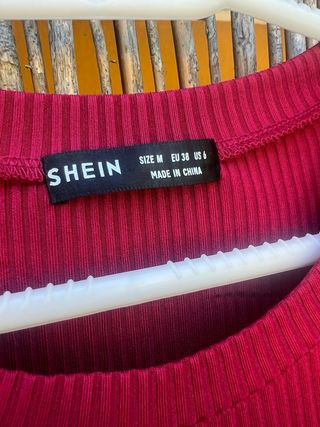 SHEIN
SIZE M EU 38 US 6
MADE IN CHINA